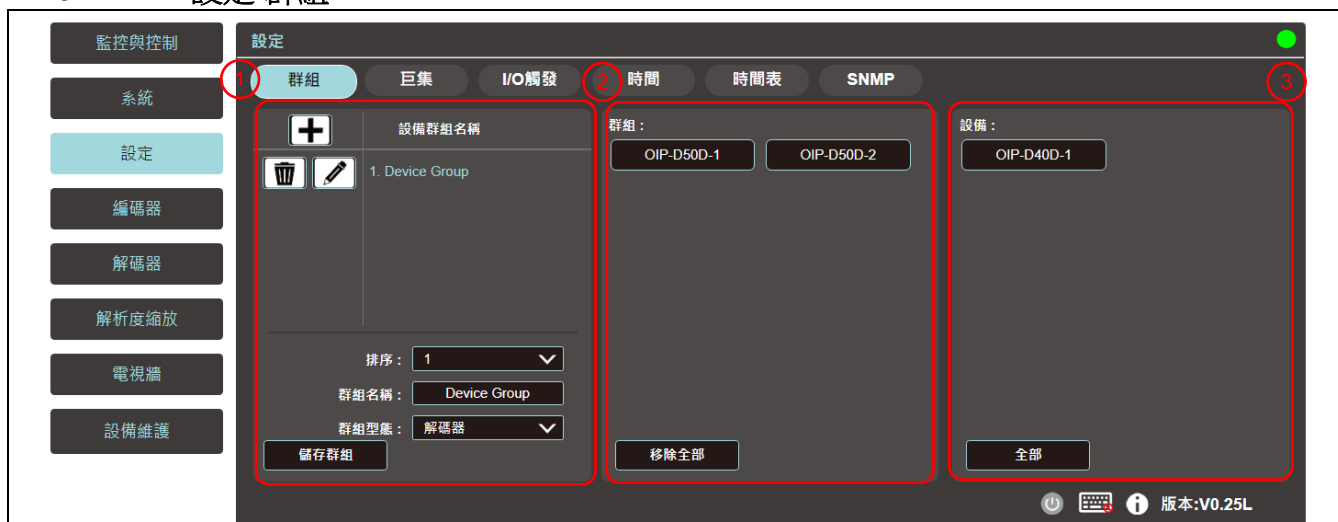 設定-群組
監控與控制
系統
設定
編碼器
解碼器
解析度縮放
電視牆
設備維護
設定
1
群組
巨集
I/O觸發
2
時間
時間表
SNMP
3
設備群組名稱
1. Device Group
排序：
1
群組名稱：
Device Group
群組型態：
解碼器
儲存群組
群組：
OIP-D50D-1
OIP-D50D-2
移除全部
設備：
OIP-D40D-1
全部
版本:V0.25L